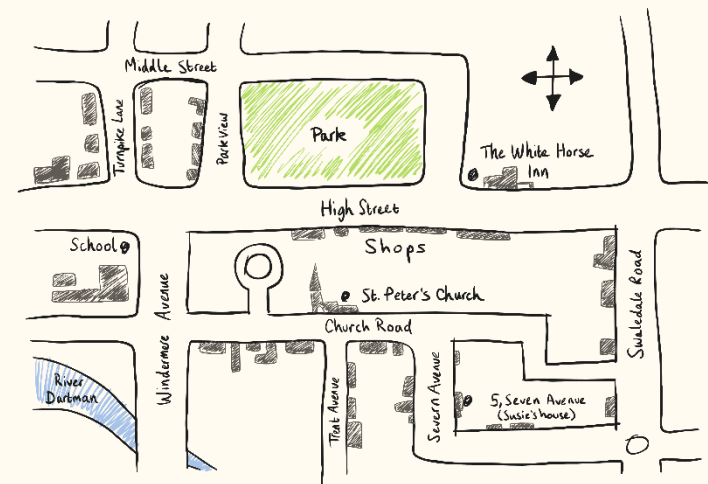 Middle Street
Turnpike Lane
Park View
Park
The White Horse
Inn
High Street
School
Shops
Windermere Avenue
St. Peter's Church
Swaledale Road
Church Road
River
Dartman
Trent Avenue
Severn Avenue
5, Seven Avenue
(Susie's house)